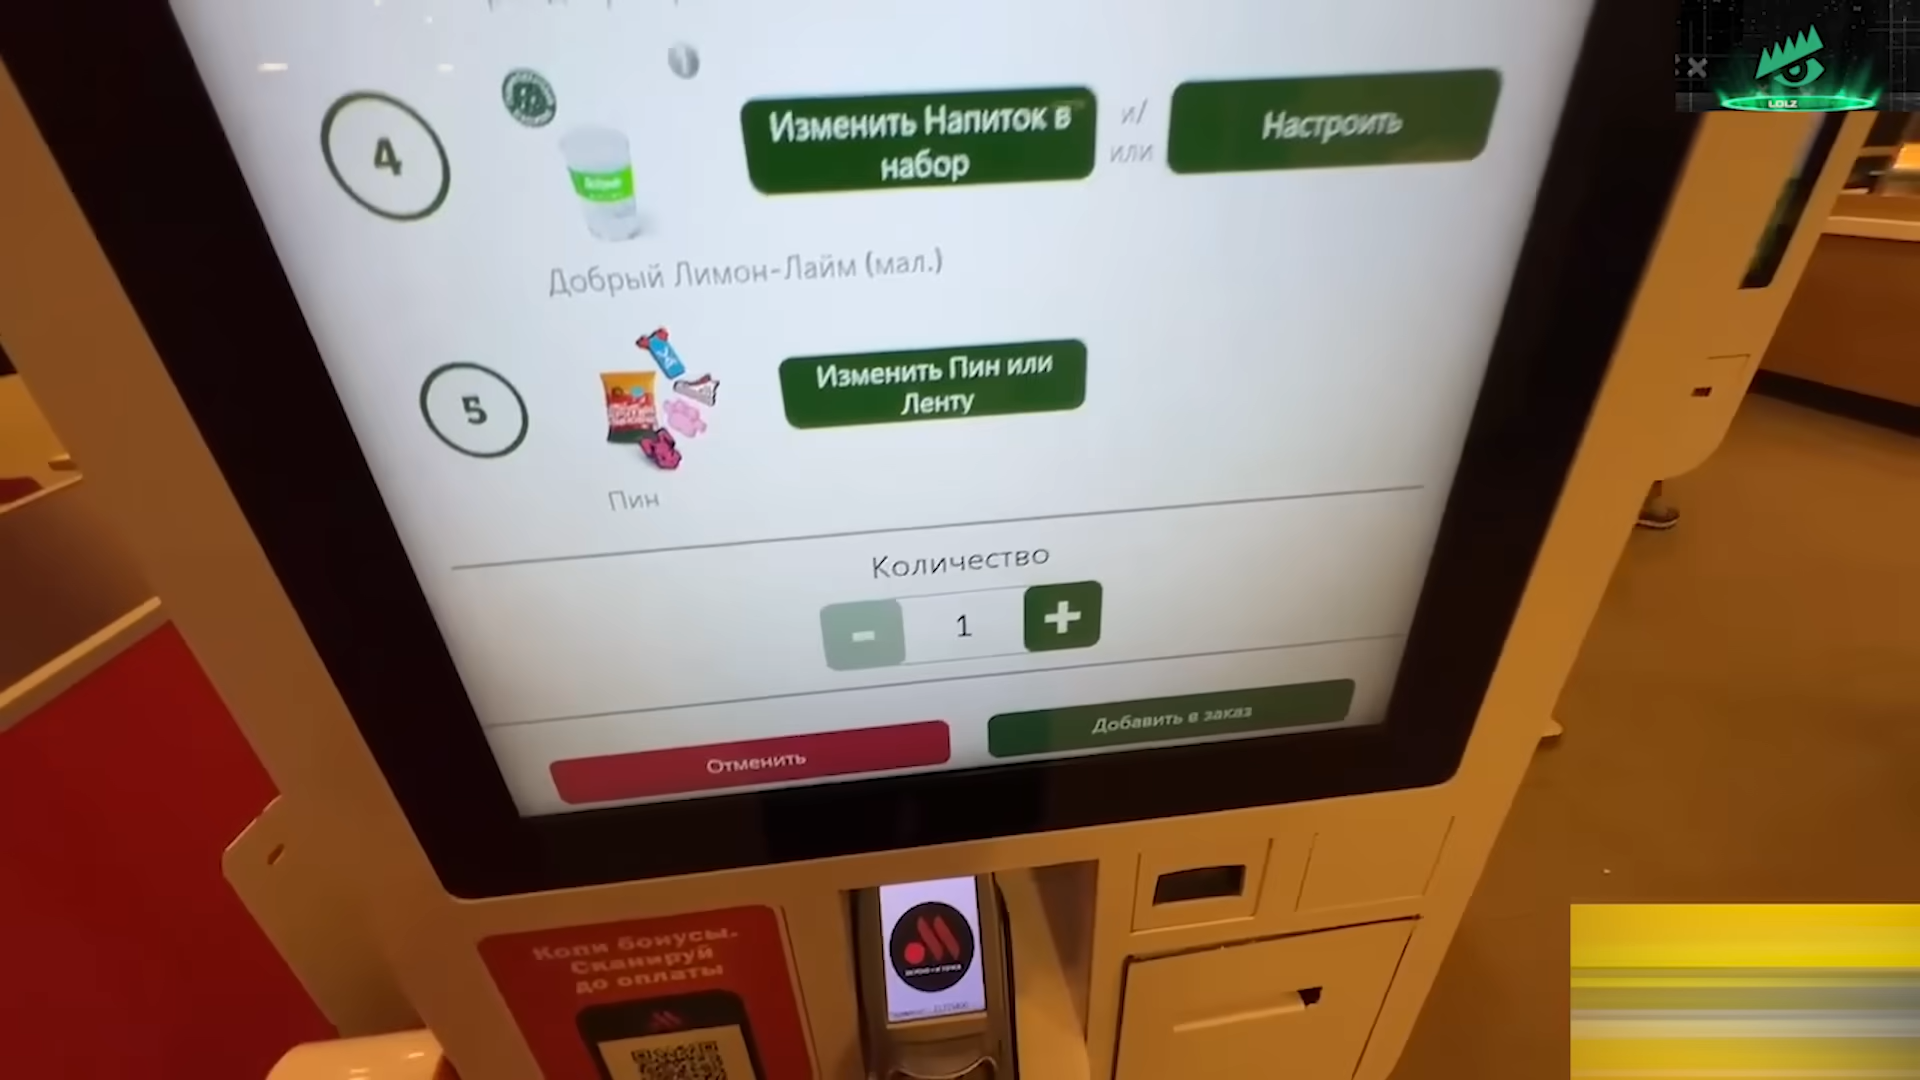 4
Изменить Напиток в
набор
и/
или
Настроить
Добрый Лимон-Лайм (мал.)
5
Изменить Пин или
Ленту
Пин
Количество
-
1
+
Отменить
Добавить в заказ
Копи бонусы.
Сканируй
до оплаты
LOLZ